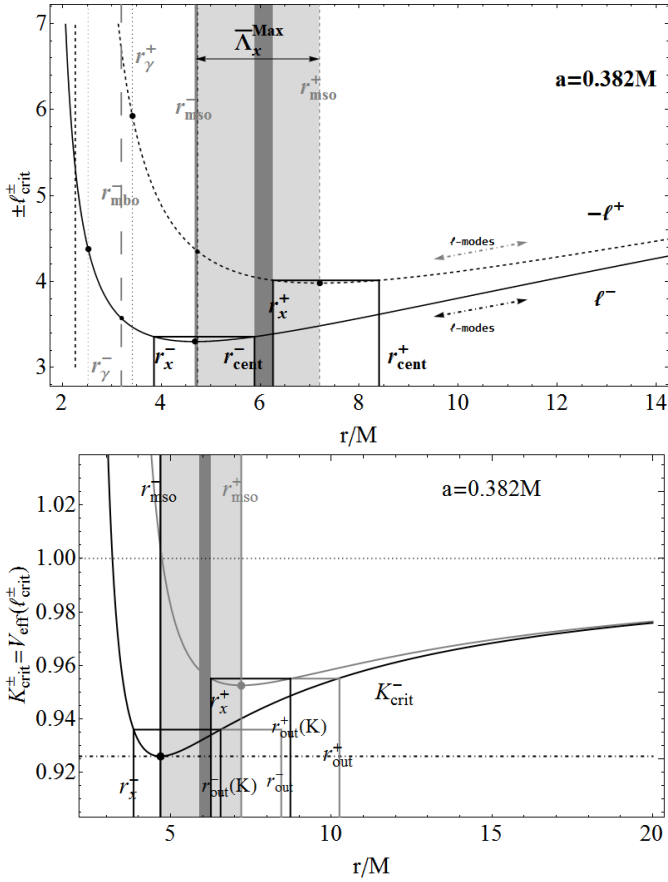 7
6
5
4
3
±ℓ±crit
r+γ
Λ̄xMax
r-mso
r+mso
a=0.382M
r-mbo
-ℓ+
ℓ-modes
ℓ-
ℓ-modes
r+x
r-γ
r-x
r-cent
r+cent
2 4 6 8 10 12 14
r/M
1.02
1.00
0.98
0.96
0.94
0.92
K±crit=Veff(ℓ±crit)
r-mso
r+mso
a=0.382M
r+x
K-crit
r+out(K)
r+out
r-x
r-out(K)
r-out
5 10 15 20
r/M